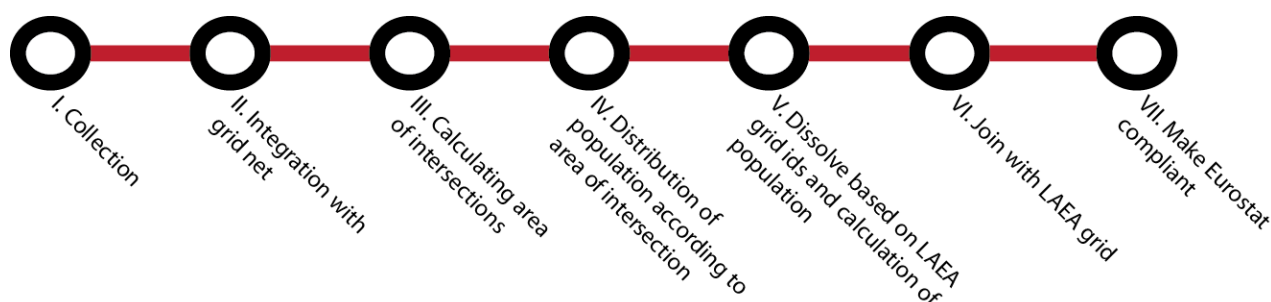 I. Collection
II. Integration with
grid net
III. Calculating area
of intersections
IV. Distribution of
population according to
area of intersection
V. Dissolve based on LAEA
grid ids and calculation of
population
VI. Join with LAEA grid
VII. Make Eurostat
compliant